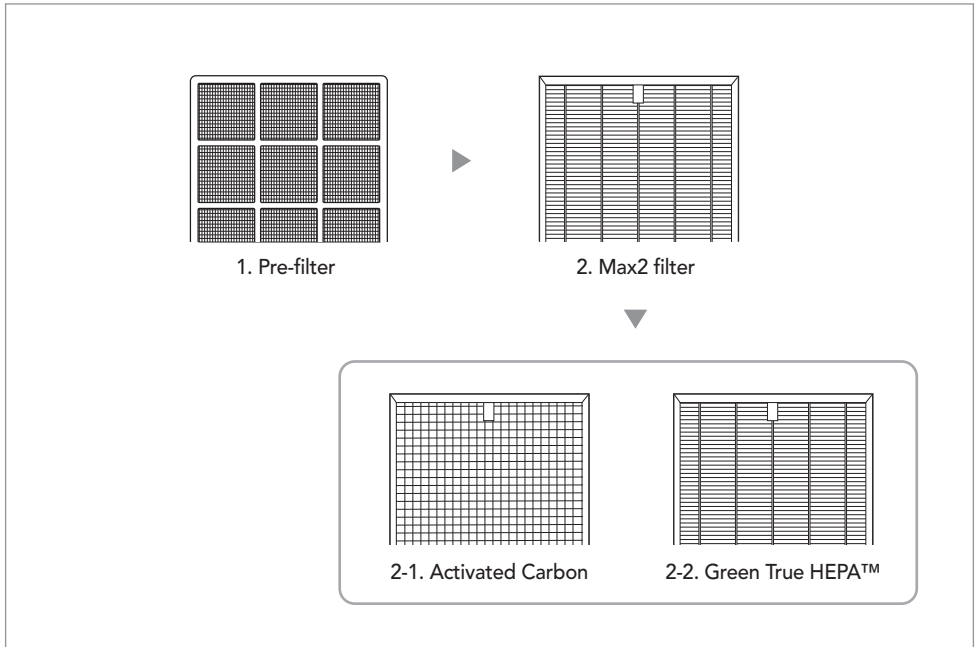 1. Pre-filter
2. Max2 filter
2-1. Activated Carbon
2-2. Green True HEPA™